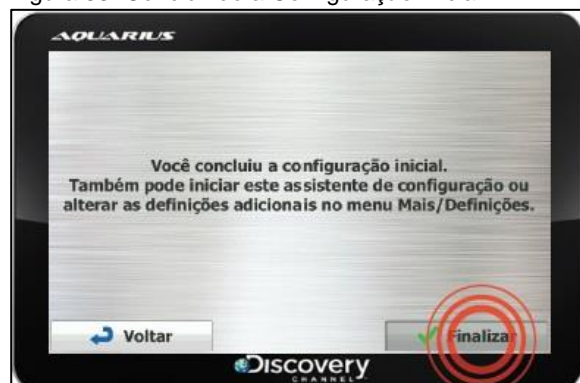 AQUARIUS
Você concluiu a configuração inicial.
Também pode iniciar este assistente de configuração ou
alterar as definições adicionais no menu Mais/Definições.
Voltar
Finalizar
Discovery
CHANNEL